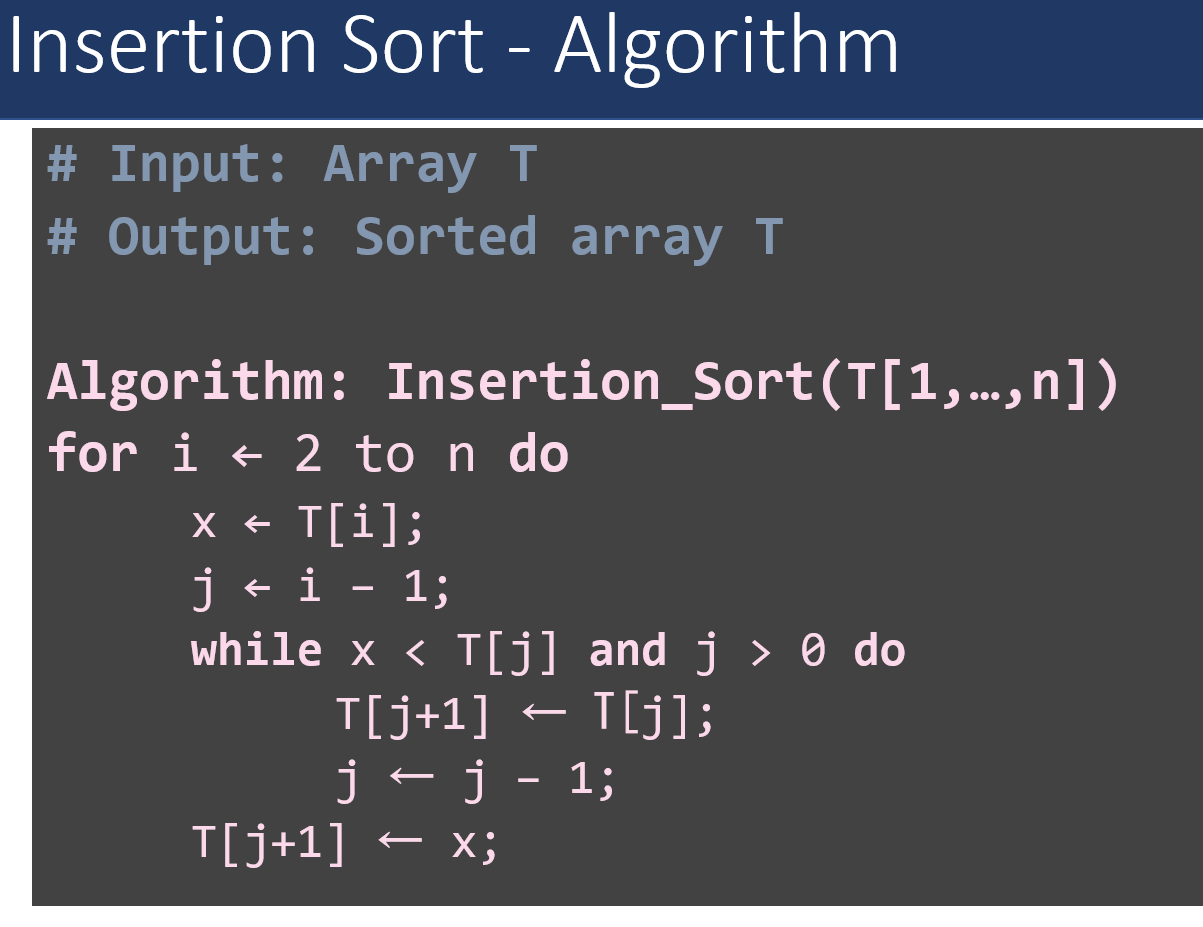 Insertion Sort - Algorithm
# Input: Array T
# Output: Sorted array T
Algorithm: Insertion_Sort(T[1,…,n])
for i ← 2 to n do
x ← T[i];
j ← i – 1;
while x < T[j] and j > 0 do
T[j+1] ← T[j];
j ← j – 1;
T[j+1] ← x;